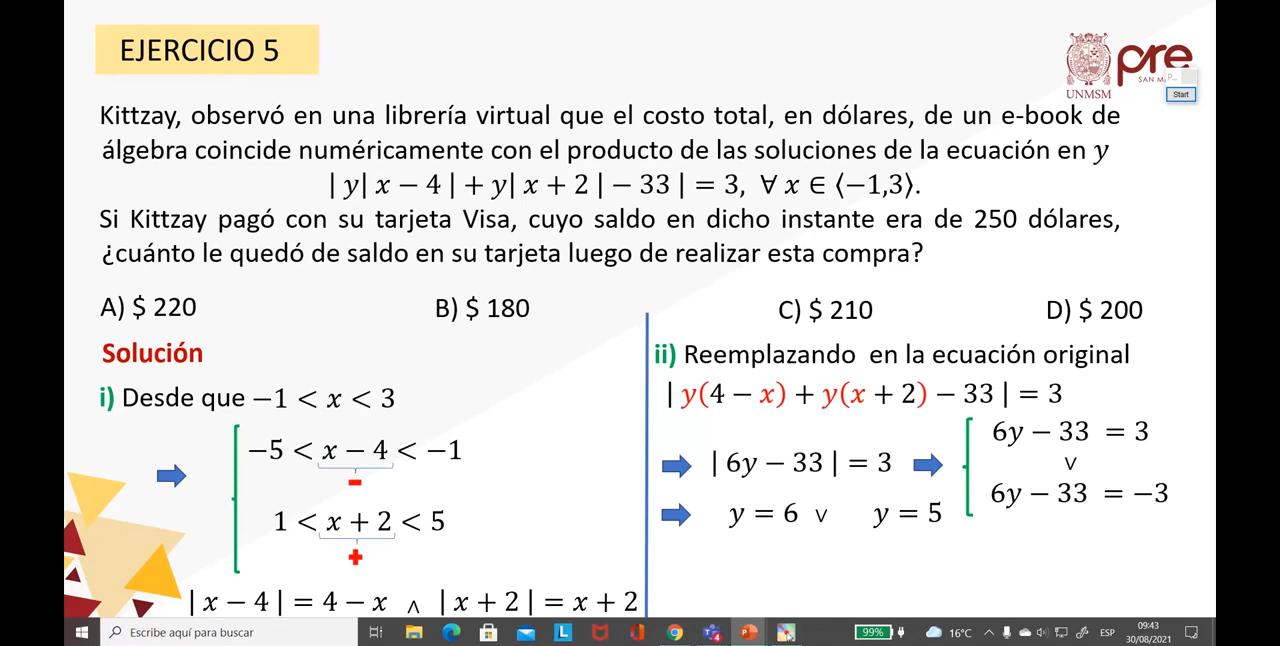 EJERCICIO 5
UNMSM
pre
SAN M
P...
Start
Kittzay, observó en una librería virtual que el costo total, en dólares, de un e-book de
álgebra coincide numéricamente con el producto de las soluciones de la ecuación en y
| y| x − 4 | + y| x + 2 | − 33 | = 3, ∀ x ∈ ⟨−1,3⟩.
Si Kittzay pagó con su tarjeta Visa, cuyo saldo en dicho instante era de 250 dólares,
¿cuánto le quedó de saldo en su tarjeta luego de realizar esta compra?
A) $ 220 B) $ 180 C) $ 210 D) $ 200
Solución
i) Desde que −1 < x < 3
−5 < x − 4 < −1
−
1 < x + 2 < 5
+
| x − 4 | = 4 − x ∧ | x + 2 | = x + 2
ii) Reemplazando en la ecuación original
| y(4 − x) + y(x + 2) − 33 | = 3
| 6y − 33 | = 3
6y − 33 = 3
∨
6y − 33 = −3
y = 6 ∨ y = 5
Escribe aquí para buscar
99%
16°C
ESP
09:43
30/08/2021